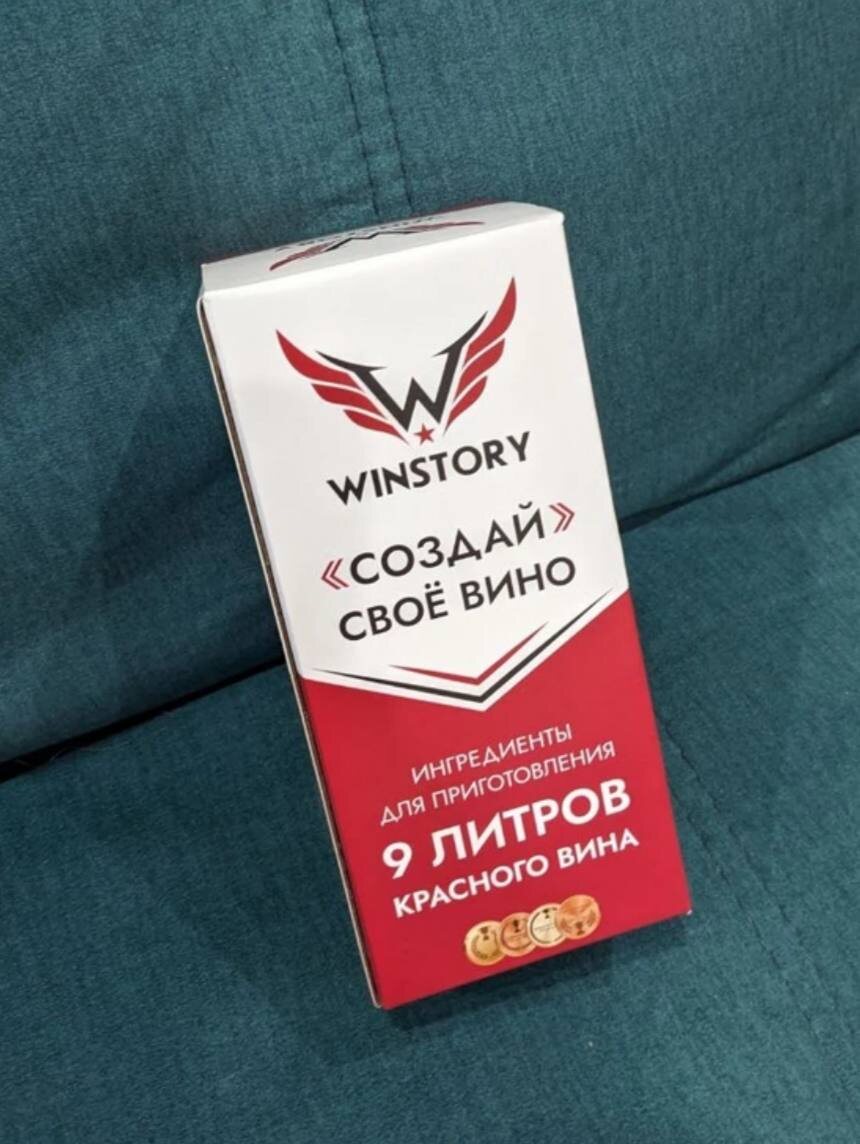 WINSTORY
«СОЗДАЙ»
СВОЁ ВИНО
ИНГРЕДИЕНТЫ
ДЛЯ ПРИГОТОВЛЕНИЯ
9 ЛИТРОВ
КРАСНОГО ВИНА